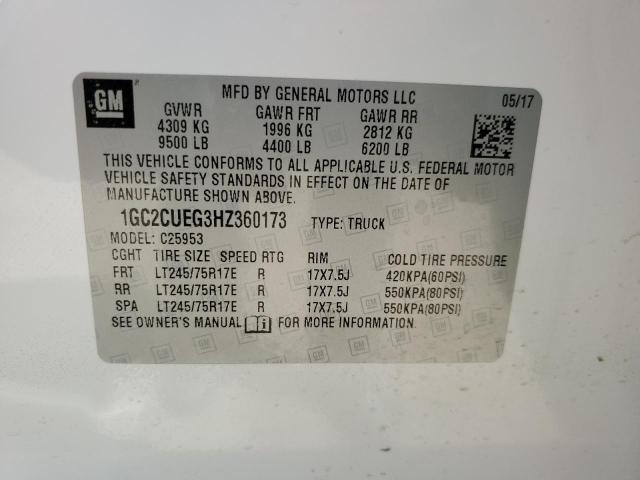 GM
MFD BY GENERAL MOTORS LLC 05/17
GVWR GAWR FRT GAWR RR
4309 KG 1996 KG 2812 KG
9500 LB 4400 LB 6200 LB
THIS VEHICLE CONFORMS TO ALL APPLICABLE U.S. FEDERAL MOTOR
VEHICLE SAFETY STANDARDS IN EFFECT ON THE DATE OF
MANUFACTURE SHOWN ABOVE.
1GC2CUEG3HZ360173 TYPE: TRUCK
MODEL: C25953
CGHT TIRE SIZE SPEED RTG RIM COLD TIRE PRESSURE
FRT LT245/75R17E R 17X7.5J 420KPA(60PSI)
RR LT245/75R17E R 17X7.5J 550KPA(80PSI)
SPA LT245/75R17E R 17X7.5J 550KPA(80PSI)
SEE OWNER'S MANUAL FOR MORE INFORMATION.